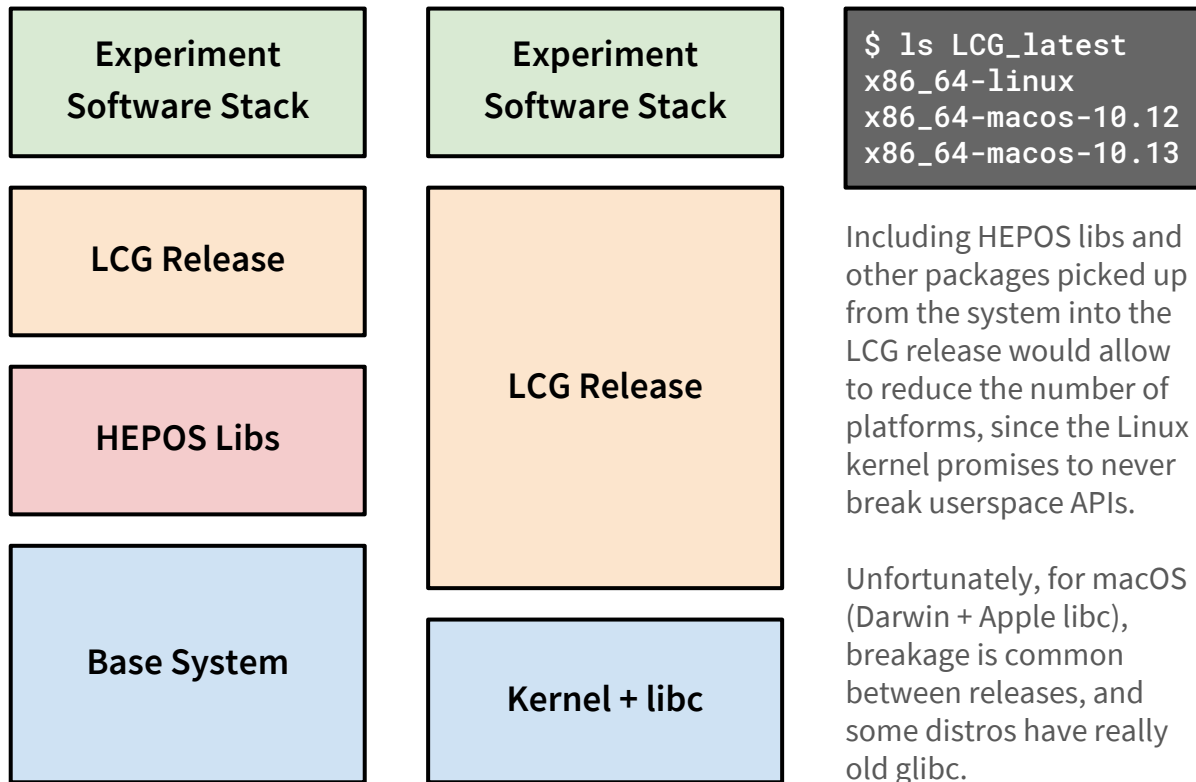 Experiment
Software Stack
LCG Release
HEPOS Libs
Base System
Experiment
Software Stack
LCG Release
Kernel + libc
$ ls LCG_latest
x86_64-linux
x86_64-macos-10.12
x86_64-macos-10.13
Including HEPOS libs and
other packages picked up
from the system into the
LCG release would allow
to reduce the number of
platforms, since the Linux
kernel promises to never
break userspace APIs.
Unfortunately, for macOS
(Darwin + Apple libc),
breakage is common
between releases, and
some distros have really
old glibc.